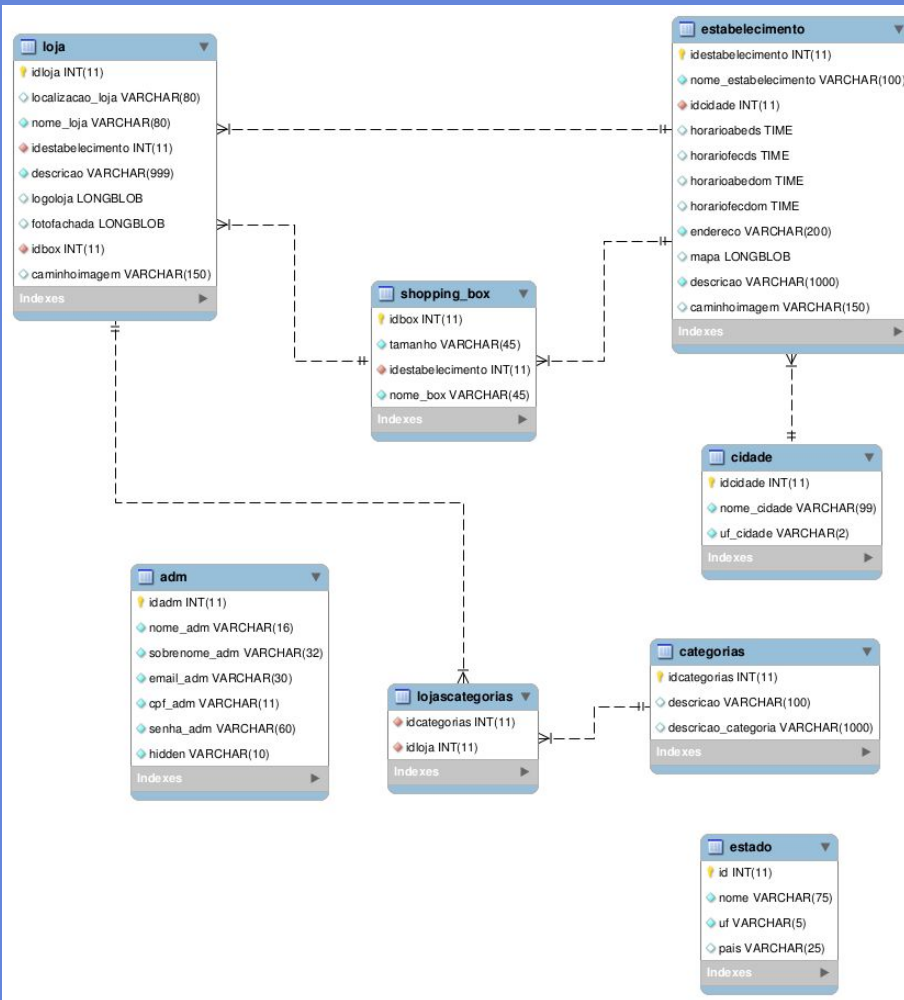 loja
idloja INT(11)
localizacao_loja VARCHAR(80)
nome_loja VARCHAR(80)
idestabelecimento INT(11)
descricao VARCHAR(999)
logoloja LONGBLOB
fotofachada LONGBLOB
idbox INT(11)
caminhoimagem VARCHAR(150)
Indexes
estabelecimento
idestabelecimento INT(11)
nome_estabelecimento VARCHAR(100)
idcidade INT(11)
horarioabeds TIME
horariofecds TIME
horarioabedom TIME
horariofecdom TIME
endereco VARCHAR(200)
mapa LONGBLOB
descricao VARCHAR(1000)
caminhoimagem VARCHAR(150)
Indexes
shopping_box
idbox INT(11)
tamanho VARCHAR(45)
idestabelecimento INT(11)
nome_box VARCHAR(45)
Indexes
cidade
idcidade INT(11)
nome_cidade VARCHAR(99)
uf_cidade VARCHAR(2)
Indexes
adm
idadm INT(11)
nome_adm VARCHAR(16)
sobrenome_adm VARCHAR(32)
email_adm VARCHAR(30)
cpf_adm VARCHAR(11)
senha_adm VARCHAR(60)
hidden VARCHAR(10)
Indexes
lojascategorias
idcategorias INT(11)
idloja INT(11)
Indexes
categorias
idcategorias INT(11)
descricao VARCHAR(100)
descricao_categoria VARCHAR(1000)
Indexes
estado
id INT(11)
nome VARCHAR(75)
uf VARCHAR(5)
pais VARCHAR(25)
Indexes